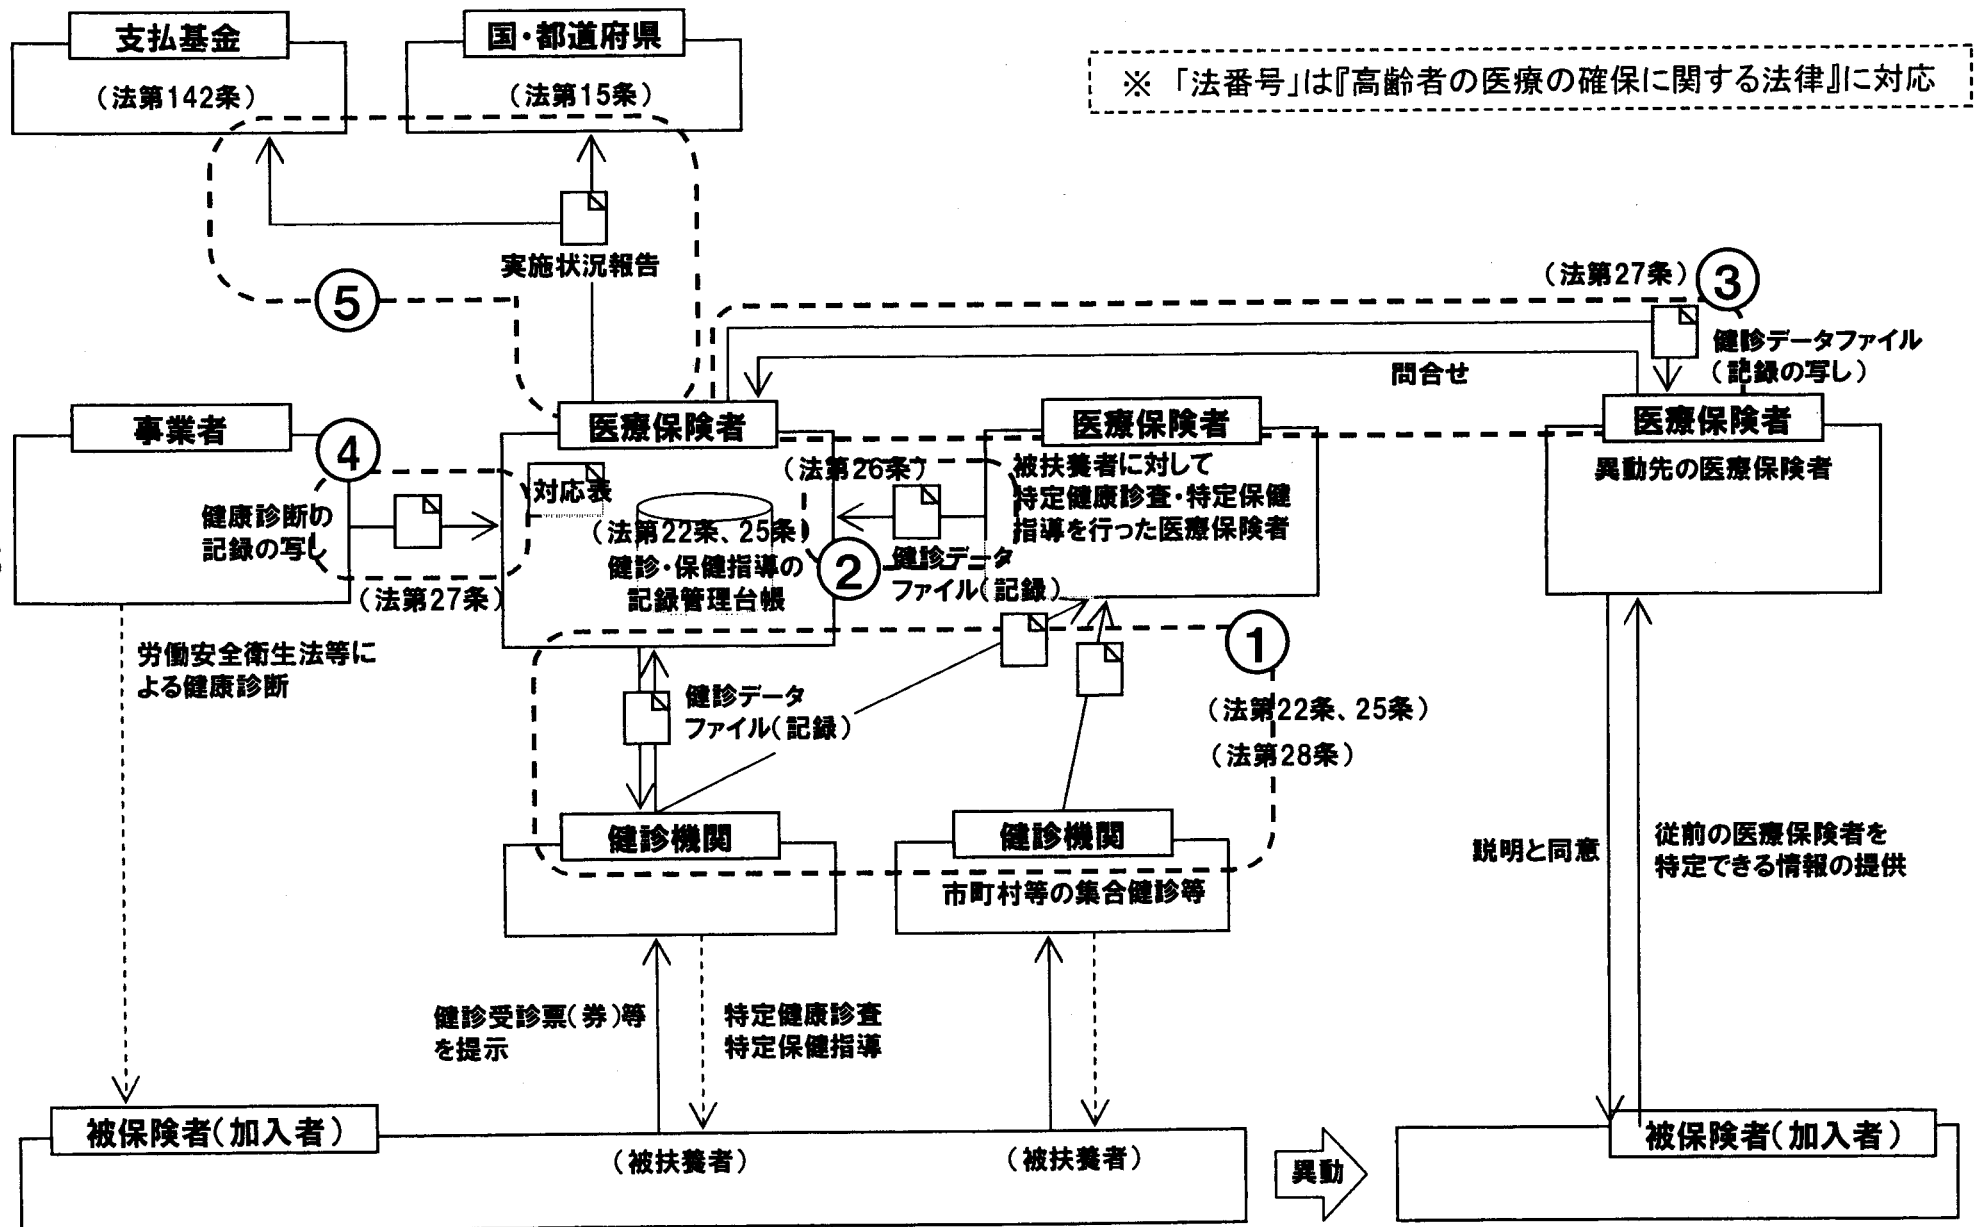 支払基金
(法第142条)
国・都道府県
(法第15条)
※ 「法番号」は『高齢者の医療の確保に関する法律』に対応
実施状況報告
⑤
(法第27条)
③
健診データファイル
(記録の写し)
問合せ
事業者
④
健康診断の
記録の写し
(法第27条)
医療保険者
対応表
(法第22条、25条)
健診・保健指導の
記録管理台帳
(法第26条)
②
健診データ
ファイル(記録)
医療保険者
被扶養者に対して
特定健康診査・特定保健
指導を行った医療保険者
医療保険者
異動先の医療保険者
労働安全衛生法等に
よる健康診断
健診データ
ファイル(記録)
①
(法第22条、25条)
(法第28条)
健診機関
健診機関
市町村等の集合健診等
説明と同意
従前の医療保険者を
特定できる情報の提供
健診受診票(券)等
を提示
特定健康診査
特定保健指導
被保険者(加入者)
(被扶養者)
(被扶養者)
異動
被保険者(加入者)